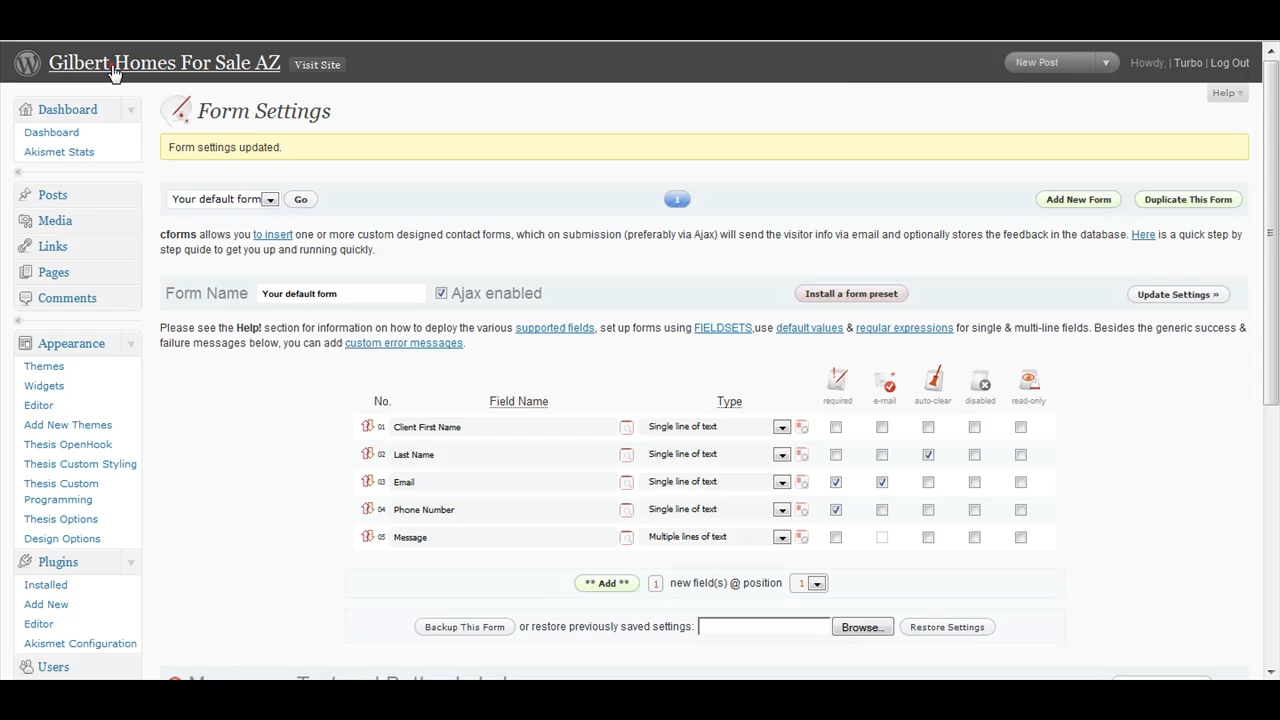 Gilbert Homes For Sale AZ Visit Site New Post Howdy, | Turbo | Log Out
Help
Dashboard
Dashboard
Akismet Stats
Posts
Media
Links
Pages
Comments
Appearance
Themes
Widgets
Editor
Add New Themes
Thesis OpenHook
Thesis Custom Styling
Thesis Custom
Programming
Thesis Options
Design Options
Plugins
Installed
Add New
Editor
Akismet Configuration
Users
Form Settings
Form settings updated.
Your default form Go 1 Add New Form Duplicate This Form
cforms allows you to insert one or more custom designed contact forms, which on submission (preferably via Ajax) will send the visitor info via email and optionally stores the feedback in the database. Here is a quick step by
step guide to get you up and running quickly.
Form Name Your default form Ajax enabled Install a form preset Update Settings »
Please see the Help! section for information on how to deploy the various supported fields, set up forms using FIELDSETS,use default values & regular expressions for single & multi-line fields. Besides the generic success &
failure messages below, you can add custom error messages.
No. Field Name Type required e-mail auto-clear disabled read-only
01 Client First Name Single line of text
02 Last Name Single line of text
03 Email Single line of text
04 Phone Number Single line of text
05 Message Multiple lines of text
** Add ** 1 new field(s) @ position 1
Backup This Form or restore previously saved settings: Browse... Restore Settings